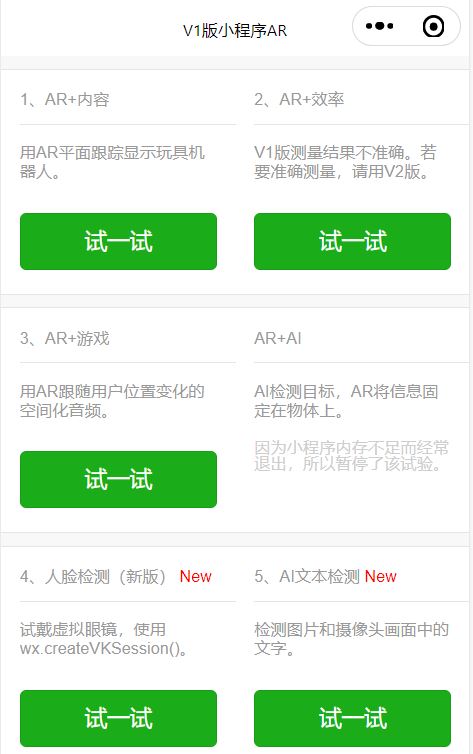 V1版小程序AR
1、AR+内容
用AR平面跟踪显示玩具机
器人。
试一试
2、AR+效率
V1版测量结果不准确。若
要准确测量，请用V2版。
试一试
3、AR+游戏
用AR跟随用户位置变化的
空间化音频。
试一试
AR+AI
AI检测目标，AR将信息固
定在物体上。
因为小程序内存不足而经常
退出，所以暂停了该试验。
4、人脸检测（新版） New
试戴虚拟眼镜，使用
wx.createVKSession()。
试一试
5、AI文本检测 New
检测图片和摄像头画面中的
文字。
试一试